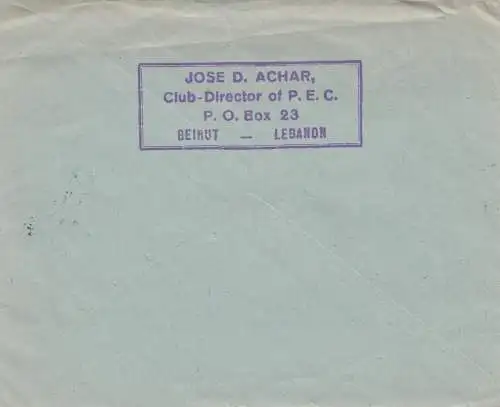 JOSE D. ACHAR,
Club-Director of P. E. C.
P. O. Box 23
BEIRUT — LEBANON